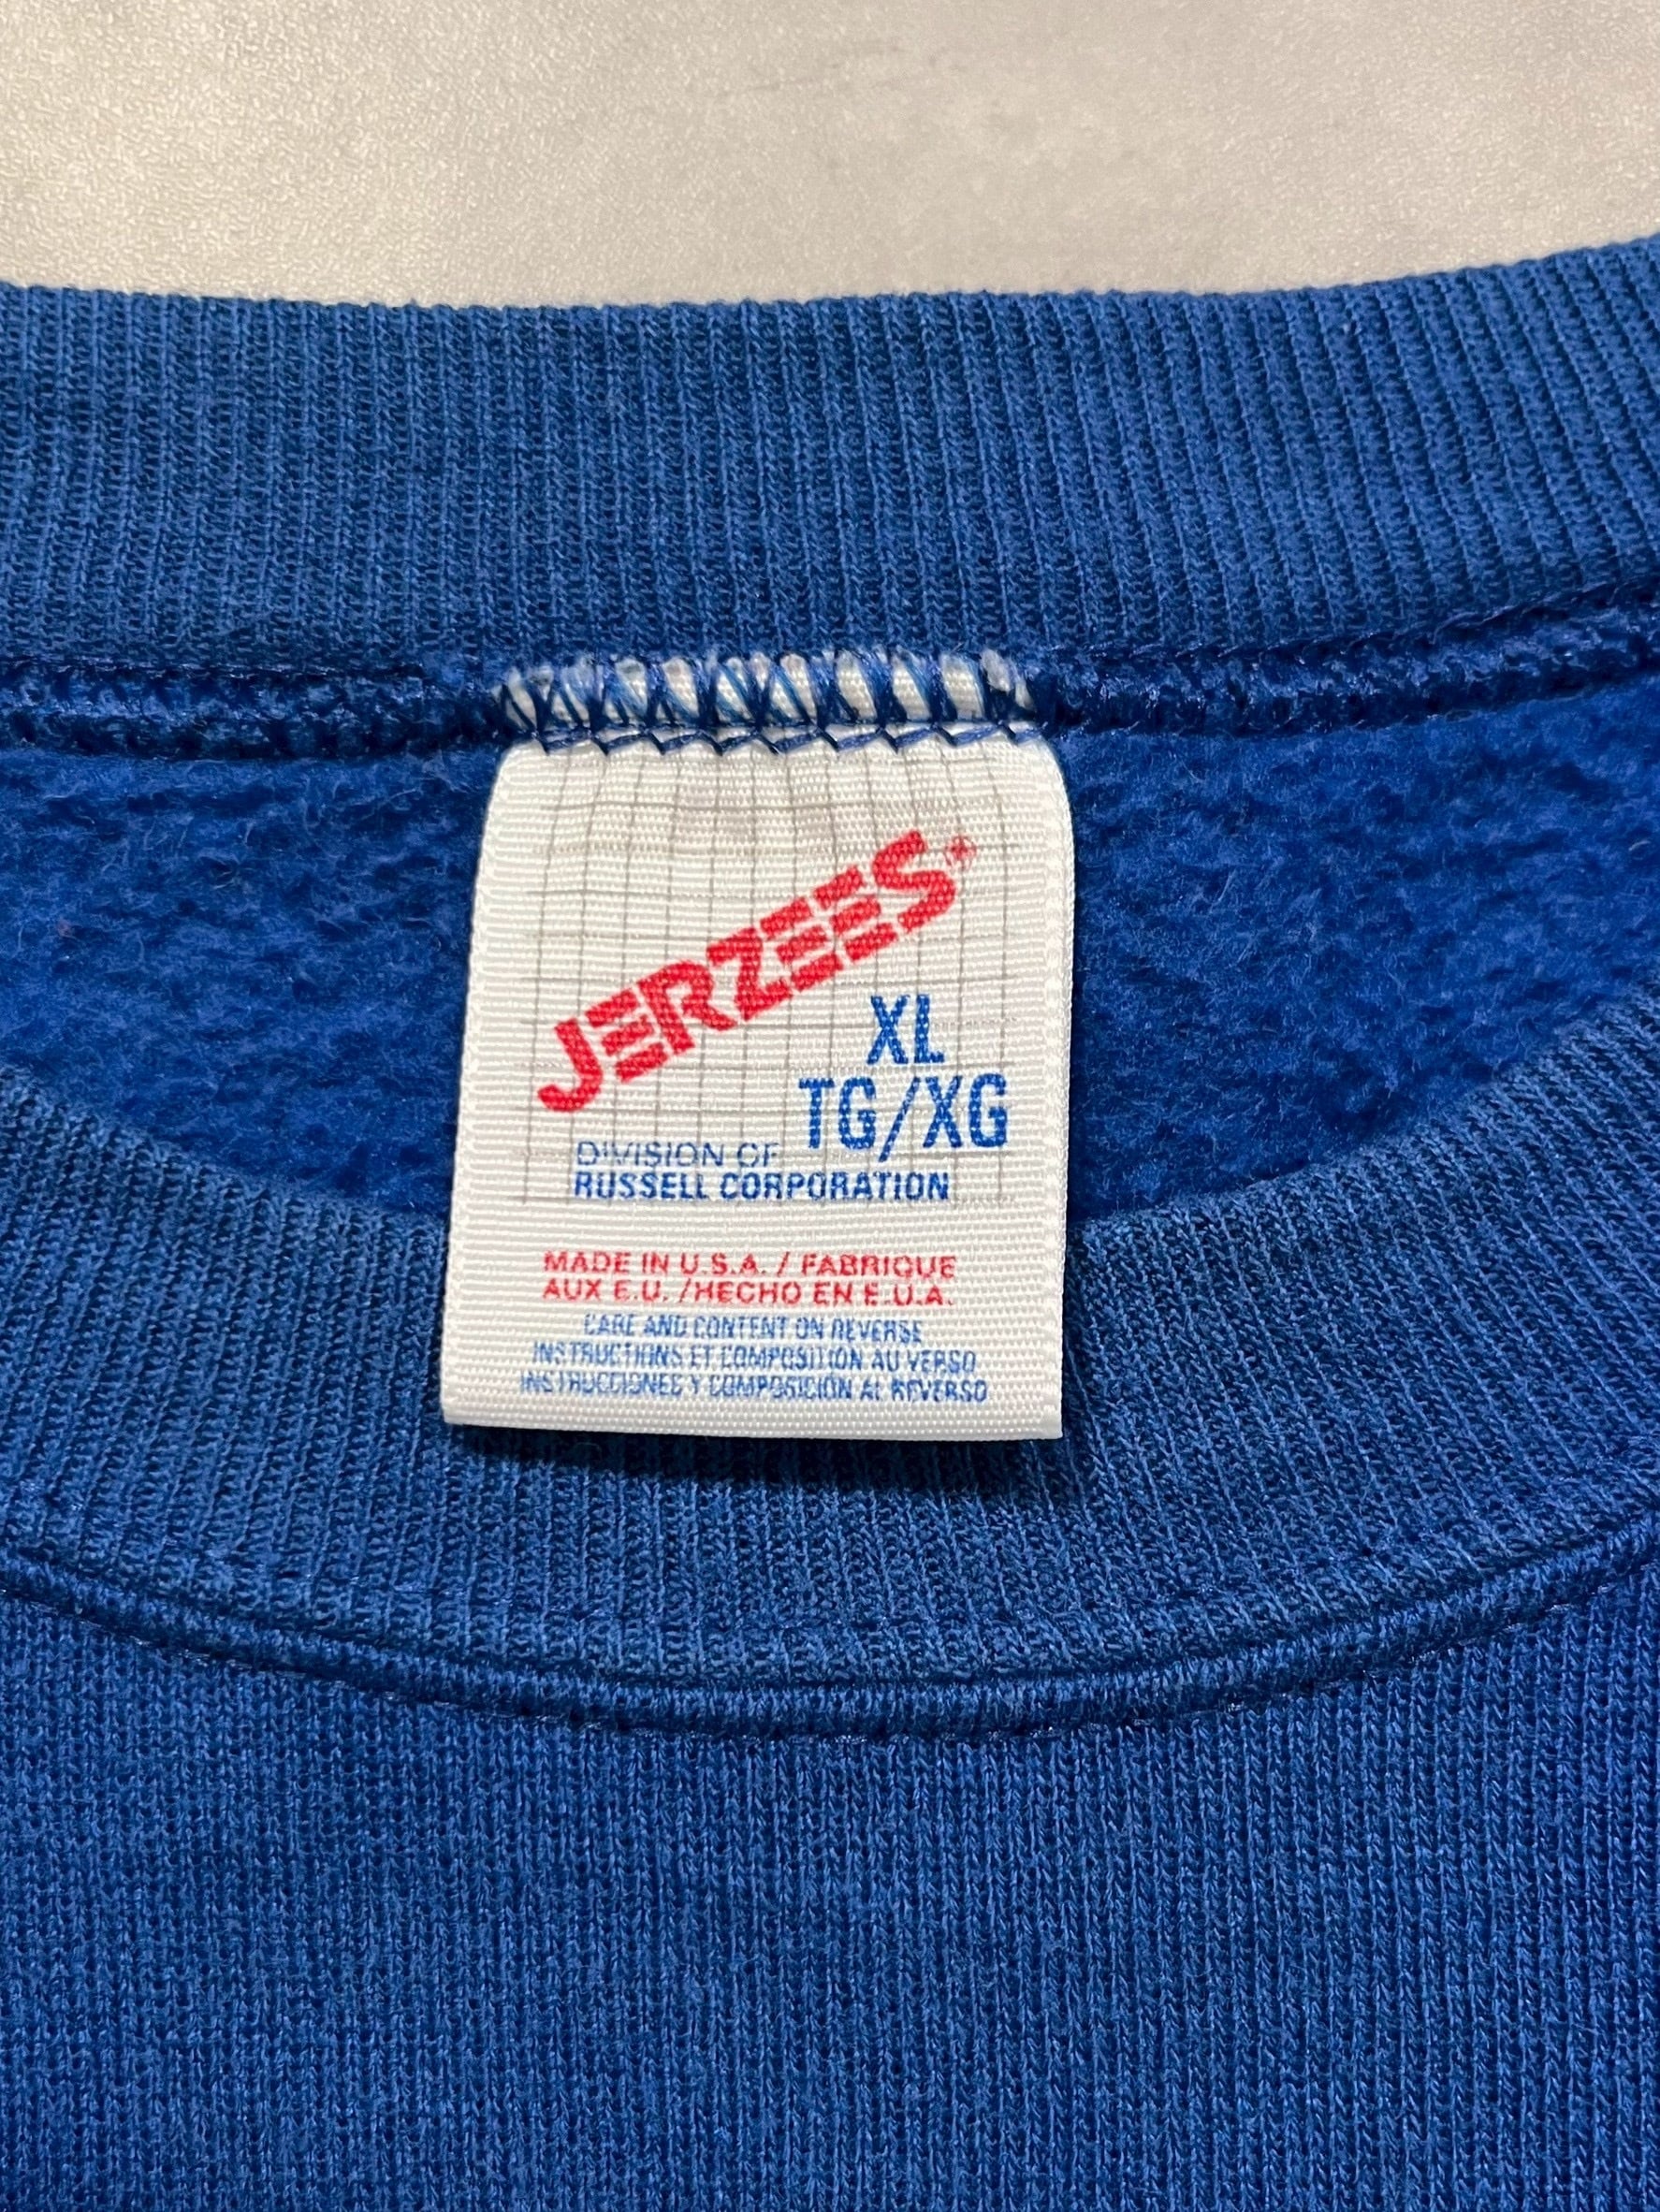 JERZEES®
XL
TG/XG
DIVISION OF
RUSSELL CORPORATION
MADE IN U.S.A. / FABRIQUE
AUX E.U. /HECHO EN E.U.A.
CARE AND CONTENT ON REVERSE
INSTRUCTIONS ET COMPOSITION AU VERSO
INSTRUCCIONES Y COMPOSICION AL REVERSO